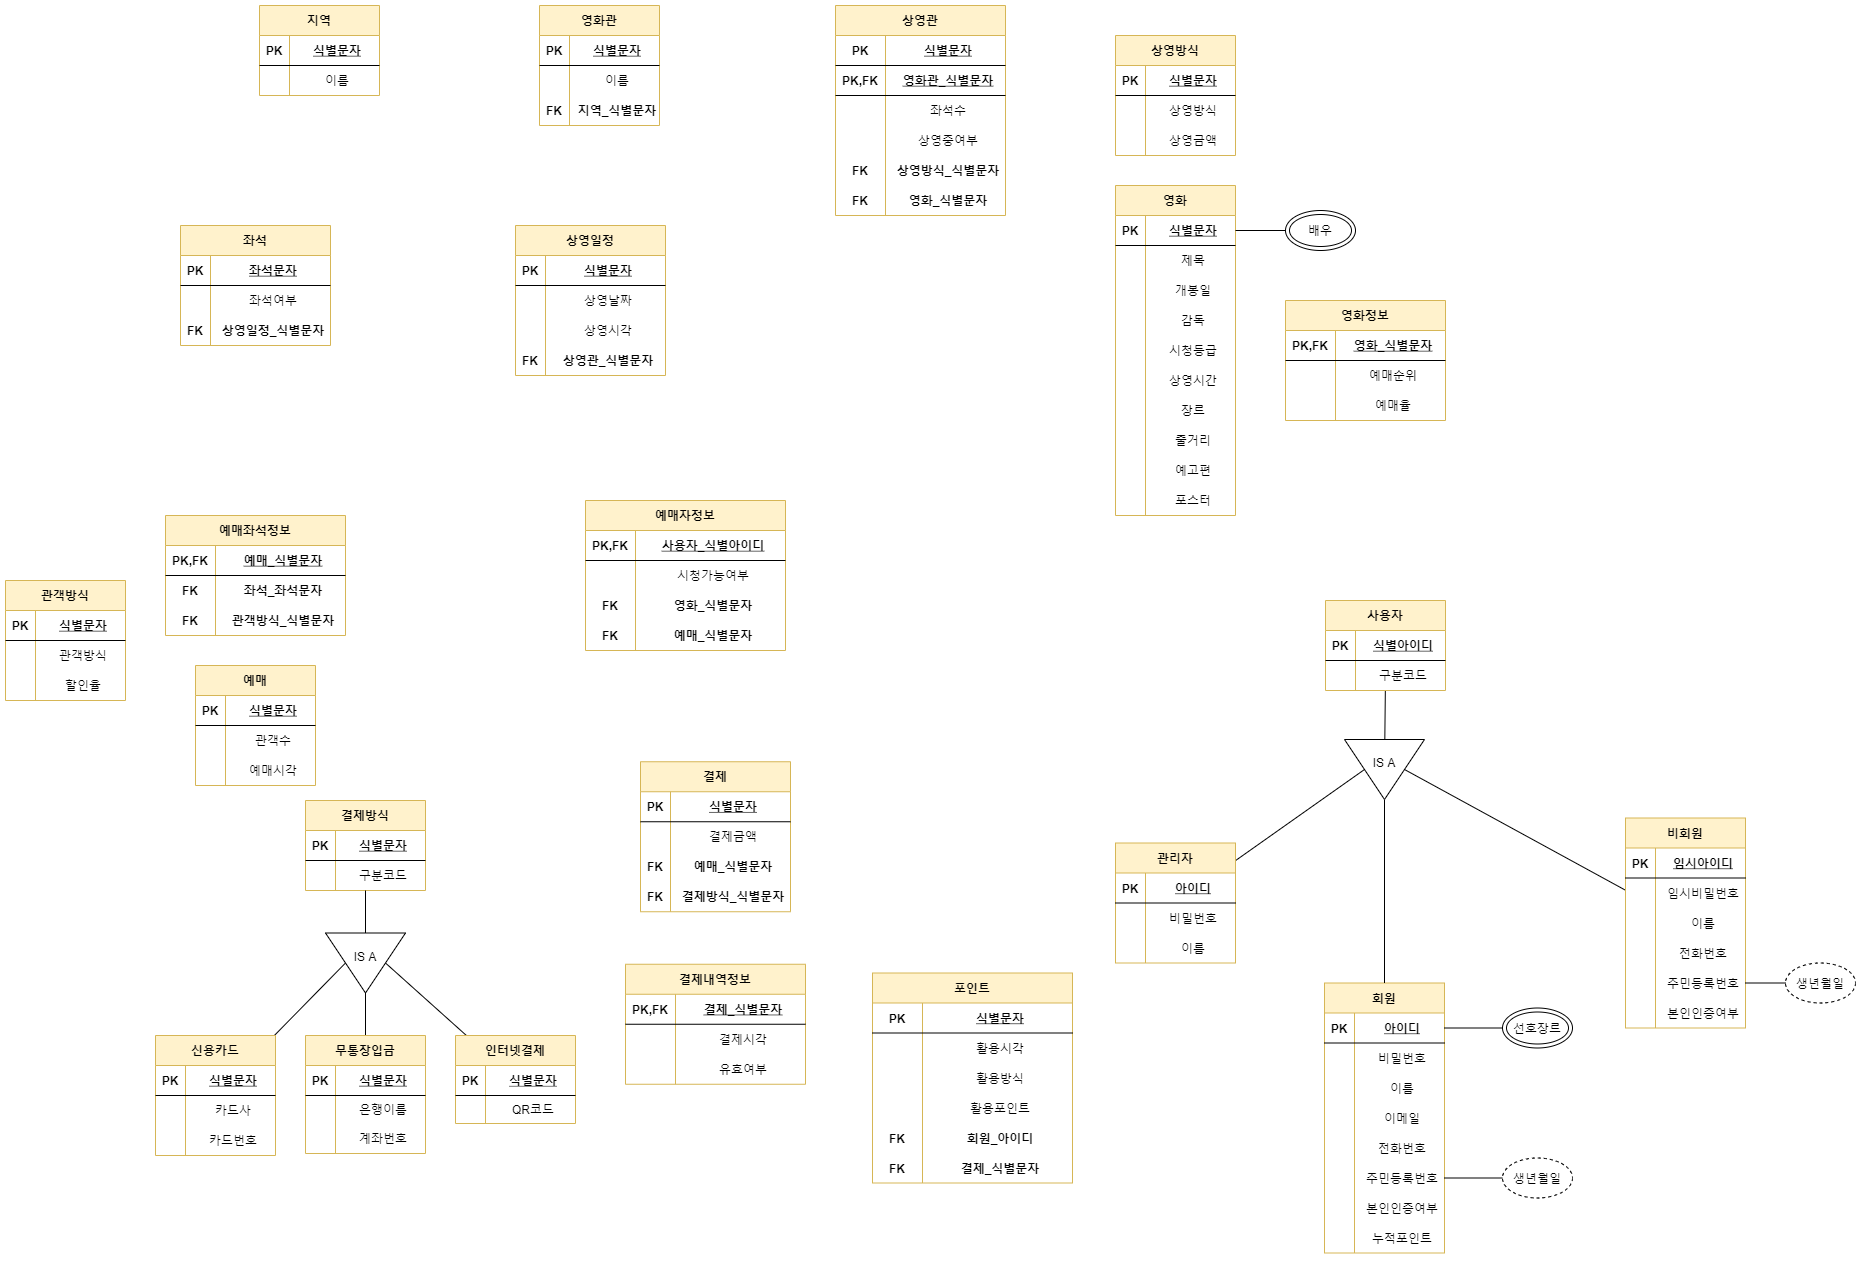 지역
PK 식별문자
이름
영화관
PK 식별문자
이름
FK 지역_식별문자
상영관
PK 식별문자
PK,FK 영화관_식별문자
좌석수
상영중여부
FK 상영방식_식별문자
FK 영화_식별문자
상영방식
PK 식별문자
상영방식
상영금액
좌석
PK 좌석문자
좌석여부
FK 상영일정_식별문자
상영일정
PK 식별문자
상영날짜
상영시각
FK 상영관_식별문자
영화
PK 식별문자
제목
개봉일
감독
시청등급
상영시간
장르
줄거리
예고편
포스터
배우
영화정보
PK,FK 영화_식별문자
예매순위
예매율
관객방식
PK 식별문자
관객방식
할인율
예매좌석정보
PK,FK 예매_식별문자
FK 좌석_좌석문자
FK 관객방식_식별문자
예매자정보
PK,FK 사용자_식별아이디
시청가능여부
FK 영화_식별문자
FK 예매_식별문자
예매
PK 식별문자
관객수
예매시각
결제방식
PK 식별문자
구분코드
IS A
신용카드
PK 식별문자
카드사
카드번호
무통장입금
PK 식별문자
은행이름
계좌번호
인터넷결제
PK 식별문자
QR코드
결제
PK 식별문자
결제금액
FK 예매_식별문자
FK 결제방식_식별문자
결제내역정보
PK,FK 결제_식별문자
결제시각
유효여부
포인트
PK 식별문자
활용시각
활용방식
활용포인트
FK 회원_아이디
FK 결제_식별문자
사용자
PK 식별아이디
구분코드
IS A
관리자
PK 아이디
비밀번호
이름
회원
PK 아이디
비밀번호
이름
이메일
전화번호
주민등록번호
본인인증여부
누적포인트
선호장르
생년월일
비회원
PK 임시아이디
임시비밀번호
이름
전화번호
주민등록번호
본인인증여부
생년월일